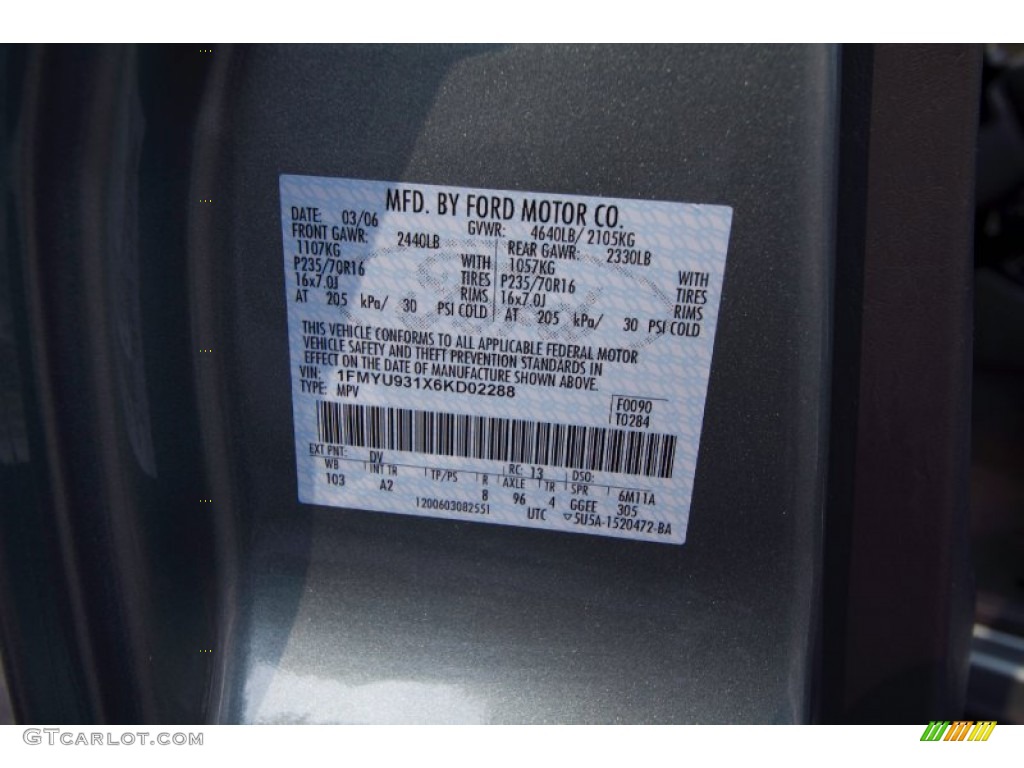 MFD. BY FORD MOTOR CO.
DATE: 03/06 GVWR: 4640LB/ 2105KG
FRONT GAWR: 2440LB REAR GAWR: 2330LB
1107KG WITH 1057KG WITH
P235/70R16 TIRES P235/70R16 TIRES
16x7.0J RIMS 16x7.0J RIMS
AT 205 kPa/ 30 PSI COLD AT 205 kPa/ 30 PSI COLD
THIS VEHICLE CONFORMS TO ALL APPLICABLE FEDERAL MOTOR
VEHICLE SAFETY AND THEFT PREVENTION STANDARDS IN
EFFECT ON THE DATE OF MANUFACTURE SHOWN ABOVE.
VIN: 1FMYU931X6KD02288
TYPE: MPV
F0090
T0284
EXT PNT: DV RC: 13 DSO:
WB INT TR TP/PS R AXLE TR SPR 6M11A
103 A2 8 96 4 GGEE 305
1200603082551 UTC ▽5U5A-1520472-BA
GTCARLOT.COM